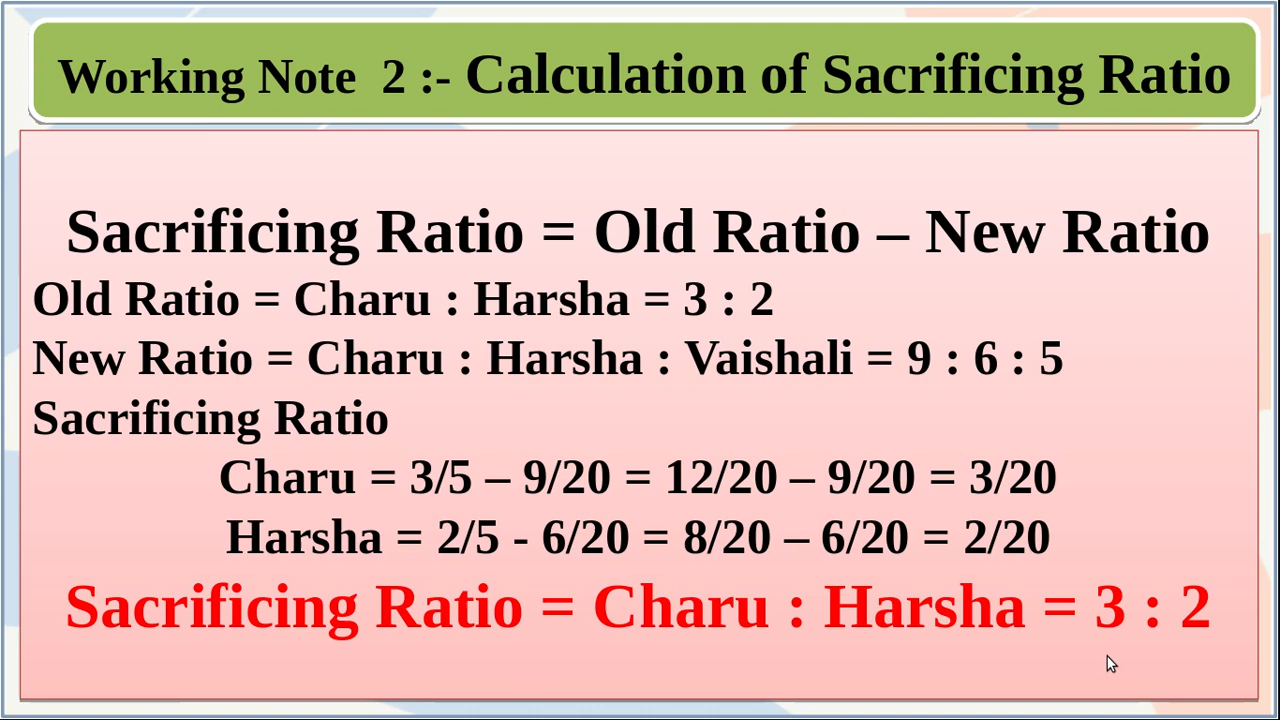 Working Note 2 :- Calculation of Sacrificing Ratio
Sacrificing Ratio = Old Ratio – New Ratio
Old Ratio = Charu : Harsha = 3 : 2
New Ratio = Charu : Harsha : Vaishali = 9 : 6 : 5
Sacrificing Ratio
Charu = 3/5 – 9/20 = 12/20 – 9/20 = 3/20
Harsha = 2/5 - 6/20 = 8/20 – 6/20 = 2/20
Sacrificing Ratio = Charu : Harsha = 3 : 2